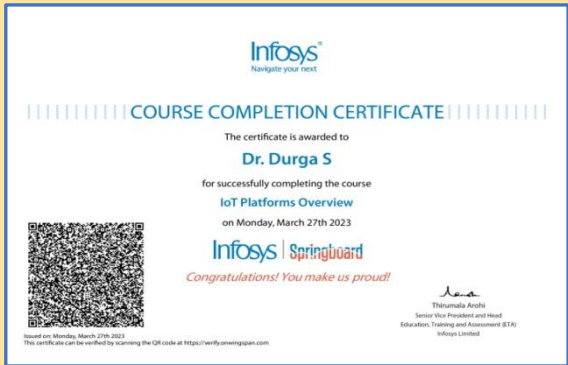 Infosys®
Navigate your next
COURSE COMPLETION CERTIFICATE
The certificate is awarded to
Dr. Durga S
for successfully completing the course
IoT Platforms Overview
on Monday, March 27th 2023
Infosys | Springboard
Congratulations! You make us proud!
Thirumala Arohi
Senior Vice President and Head
Education, Training and Assessment (ETA)
Infosys Limited
Issued on: Monday, March 27th 2023
This certificate can be verified by scanning the QR code at https://verify.onwingspan.com